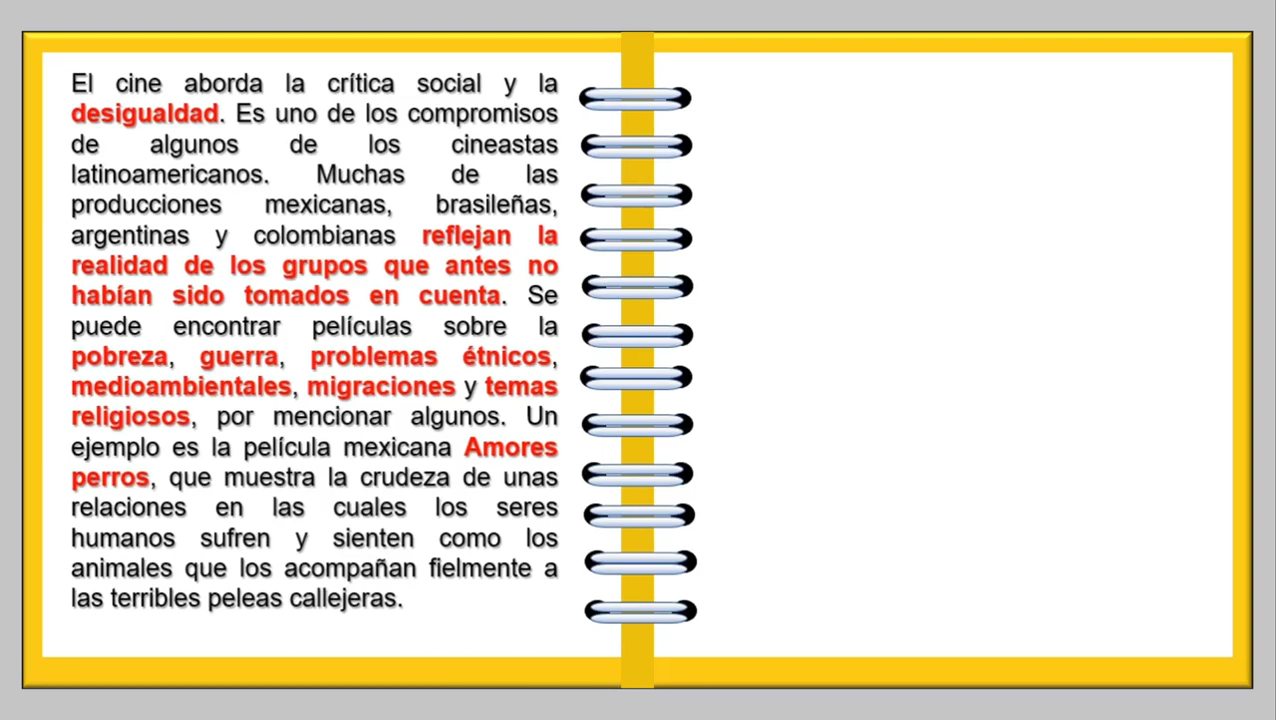 El cine aborda la crítica social y la
desigualdad. Es uno de los compromisos
de algunos de los cineastas
latinoamericanos. Muchas de las
producciones mexicanas, brasileñas,
argentinas y colombianas reflejan la
realidad de los grupos que antes no
habían sido tomados en cuenta. Se
puede encontrar películas sobre la
pobreza, guerra, problemas étnicos,
medioambientales, migraciones y temas
religiosos, por mencionar algunos. Un
ejemplo es la película mexicana Amores
perros, que muestra la crudeza de unas
relaciones en las cuales los seres
humanos sufren y sienten como los
animales que los acompañan fielmente a
las terribles peleas callejeras.